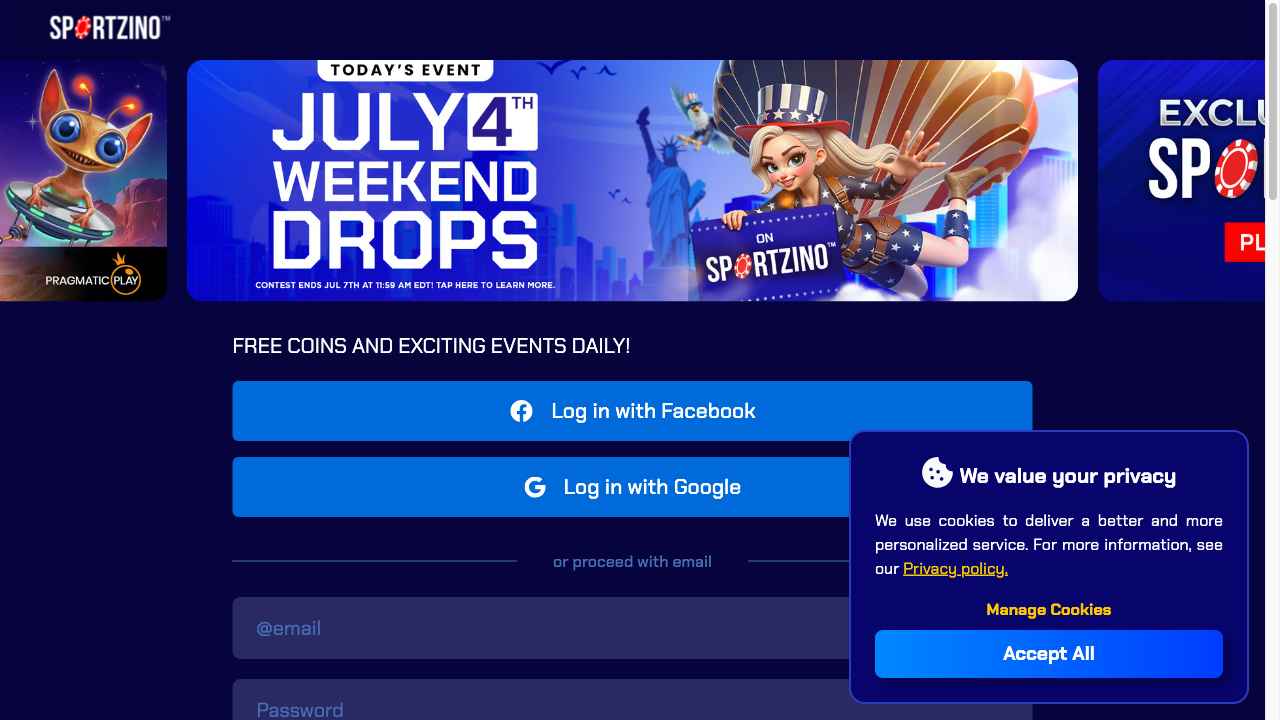 SPORTZINO™
TODAY'S EVENT
JULY 4TH
WEEKEND
DROPS
CONTEST ENDS JUL 7TH AT 11:59 AM EDT! TAP HERE TO LEARN MORE.
ON
SPORTZINO™
PRAGMATIC PLAY
EXCLU
SPO
PL
FREE COINS AND EXCITING EVENTS DAILY!
Log in with Facebook
Log in with Google
or proceed with email
@email
Password
We value your privacy
We use cookies to deliver a better and more
personalized service. For more information, see
our Privacy policy.
Manage Cookies
Accept All